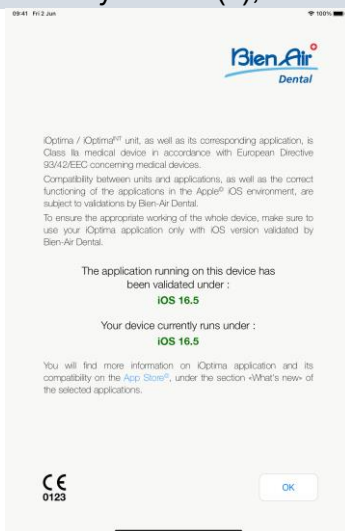 09:41 Fri 2 Jun
100%
Bien Air
Dental
iOptima / iOptimaINT unit, as well as its corresponding application, is
Class IIa medical device in accordance with European Directive
93/42/EEC concerning medical devices.
Compatibility between units and applications, as well as the correct
functioning of the applications in the Apple® iOS environment, are
subject to validations by Bien-Air Dental.
To ensure the appropriate working of the whole device, make sure to
use your iOptima application only with iOS version validated by
Bien-Air Dental.
The application running on this device has
been validated under :
iOS 16.5
Your device currently runs under :
iOS 16.5
You will find more information on iOptima application and its
compatibility on the App Store®, under the section «What's new» of
the selected applications.
CE
0123
OK